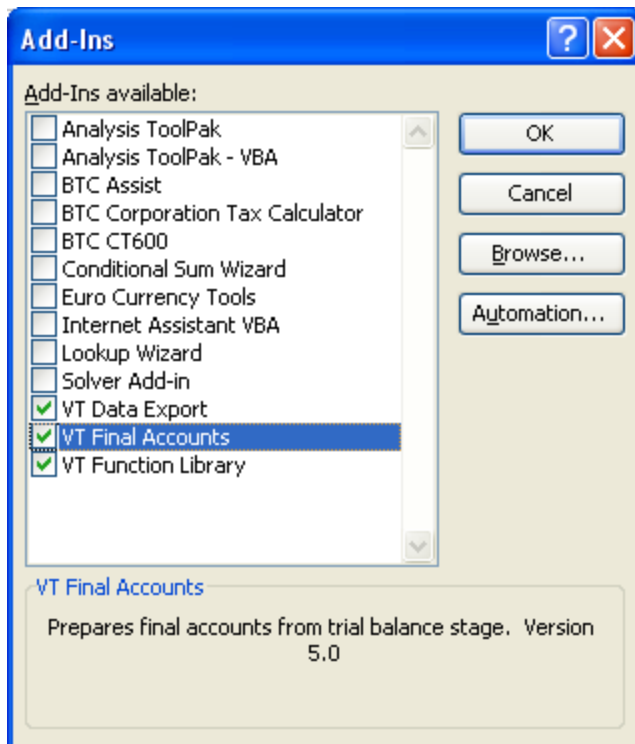 Add-Ins
Add-Ins available:
Analysis ToolPak
Analysis ToolPak - VBA
BTC Assist
BTC Corporation Tax Calculator
BTC CT600
Conditional Sum Wizard
Euro Currency Tools
Internet Assistant VBA
Lookup Wizard
Solver Add-in
VT Data Export
VT Final Accounts
VT Function Library
OK
Cancel
Browse...
Automation...
VT Final Accounts
Prepares final accounts from trial balance stage.  Version
5.0